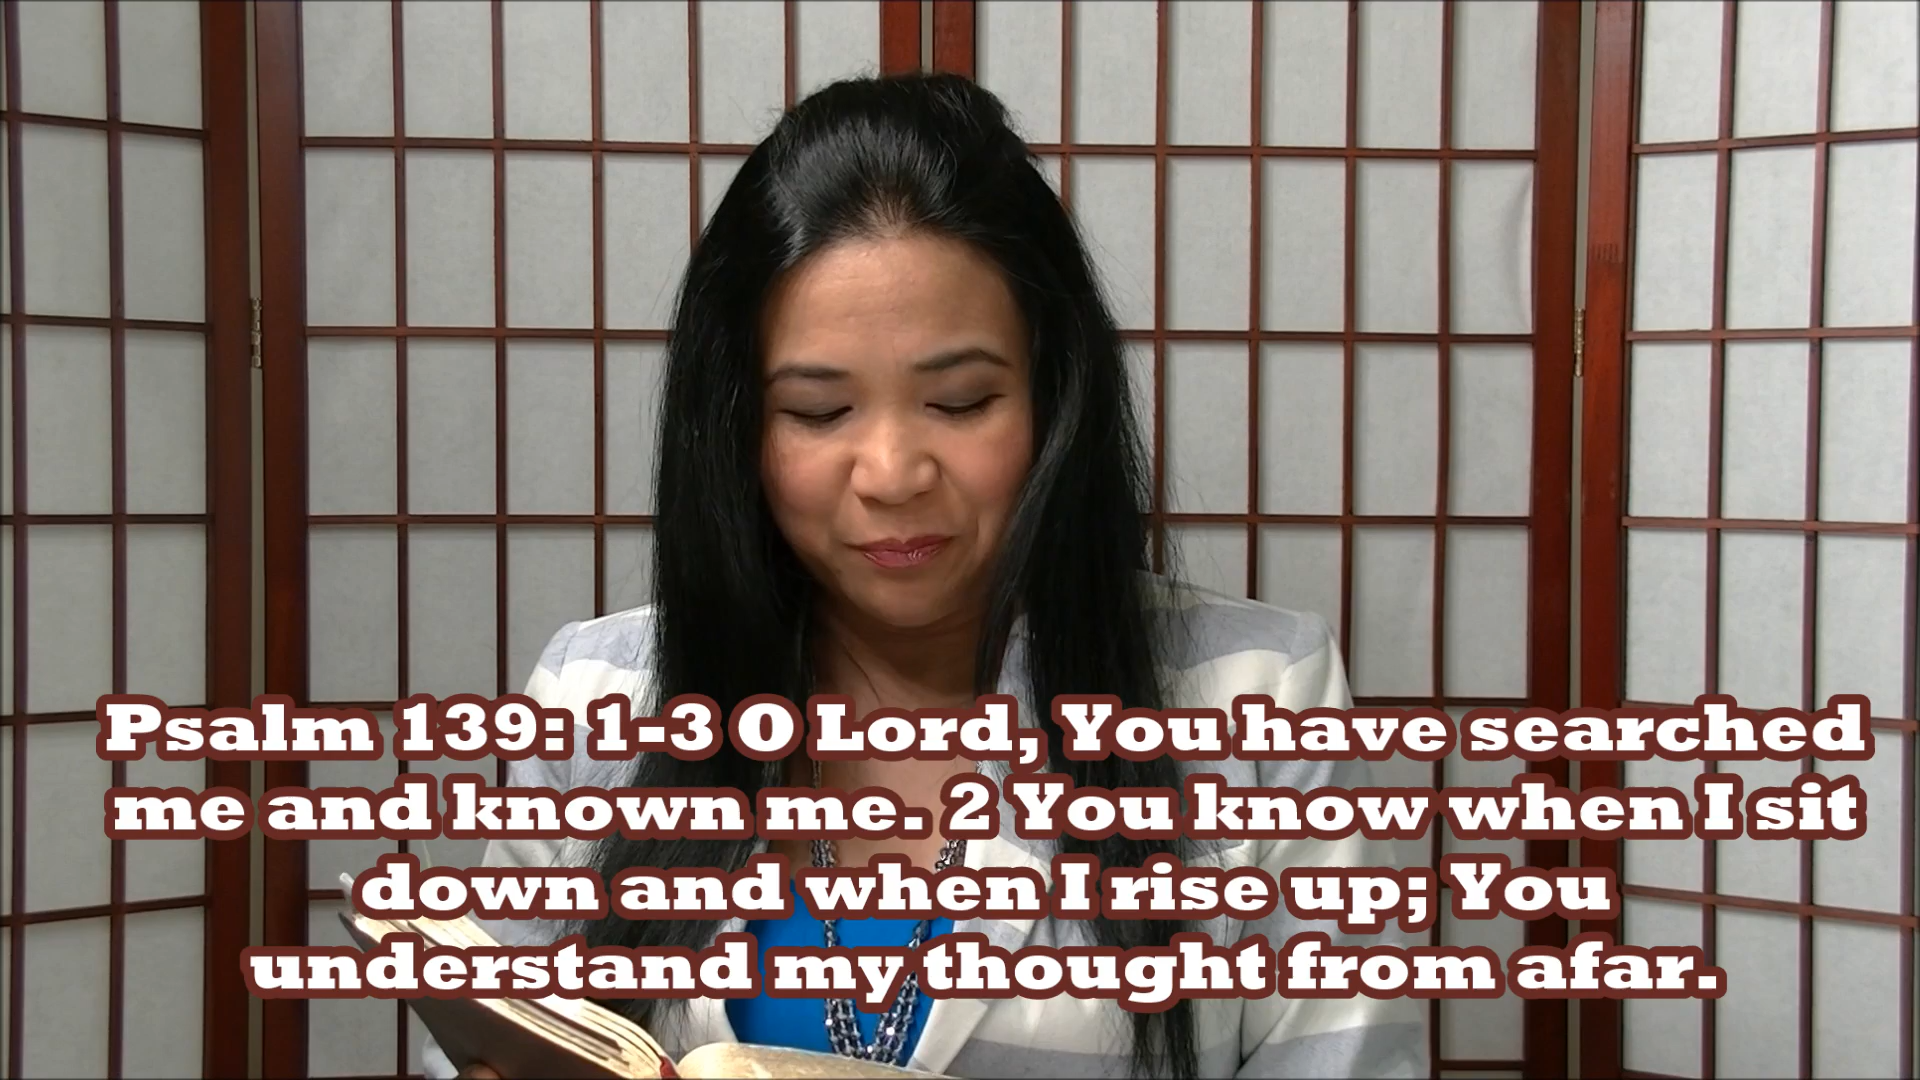 Psalm 139: 1-3 O Lord, You have searched
me and known me. 2 You know when I sit
down and when I rise up; You
understand my thought from afar.